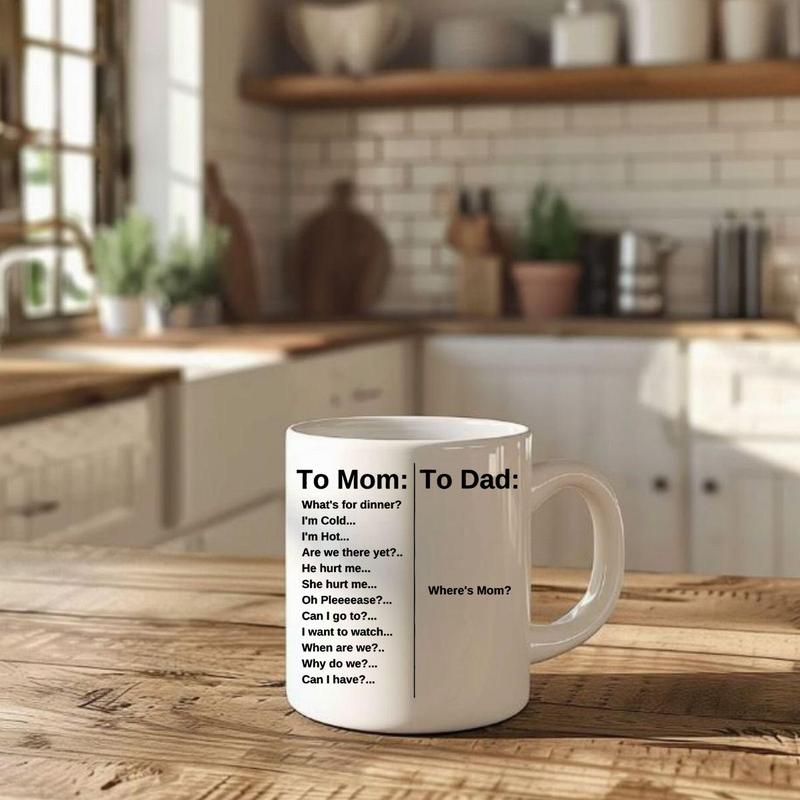 To Mom:
What's for dinner?
I'm Cold...
I'm Hot...
Are we there yet?..
He hurt me...
She hurt me...
Oh Pleeeease?...
Can I go to?...
I want to watch...
When are we?..
Why do we?...
Can I have?...
To Dad:
Where's Mom?